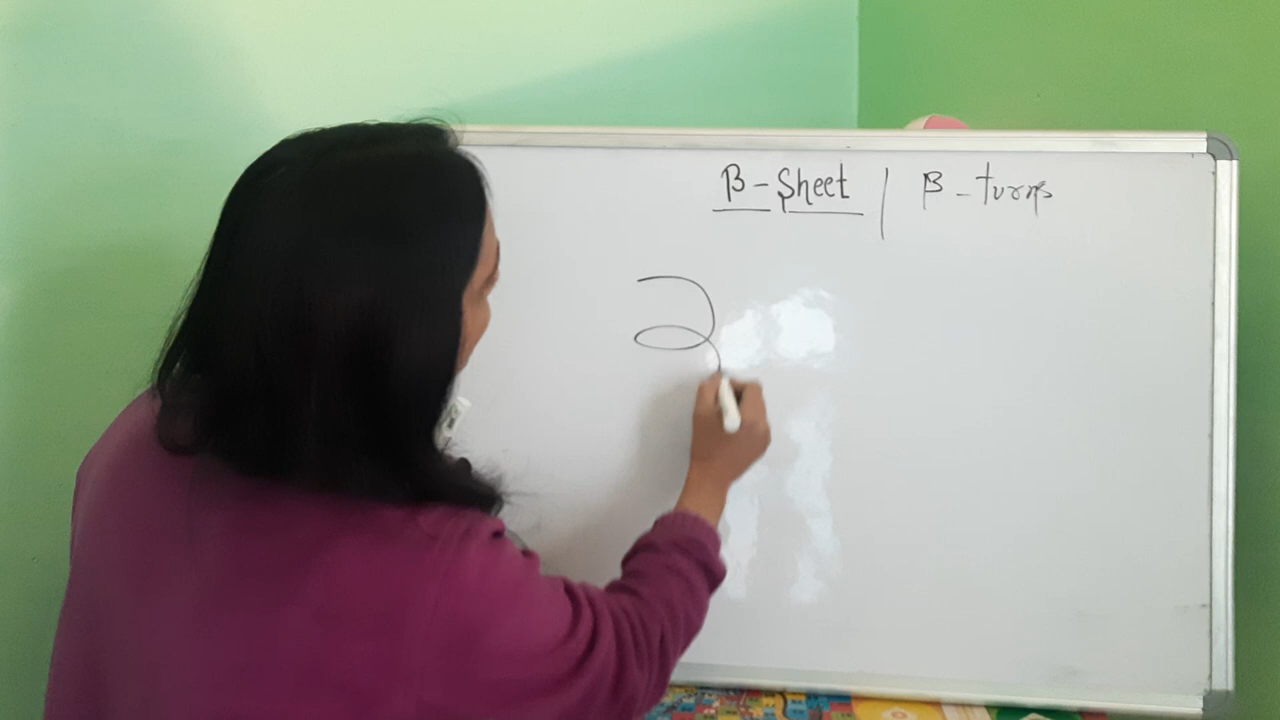 β - Sheet | β - turns